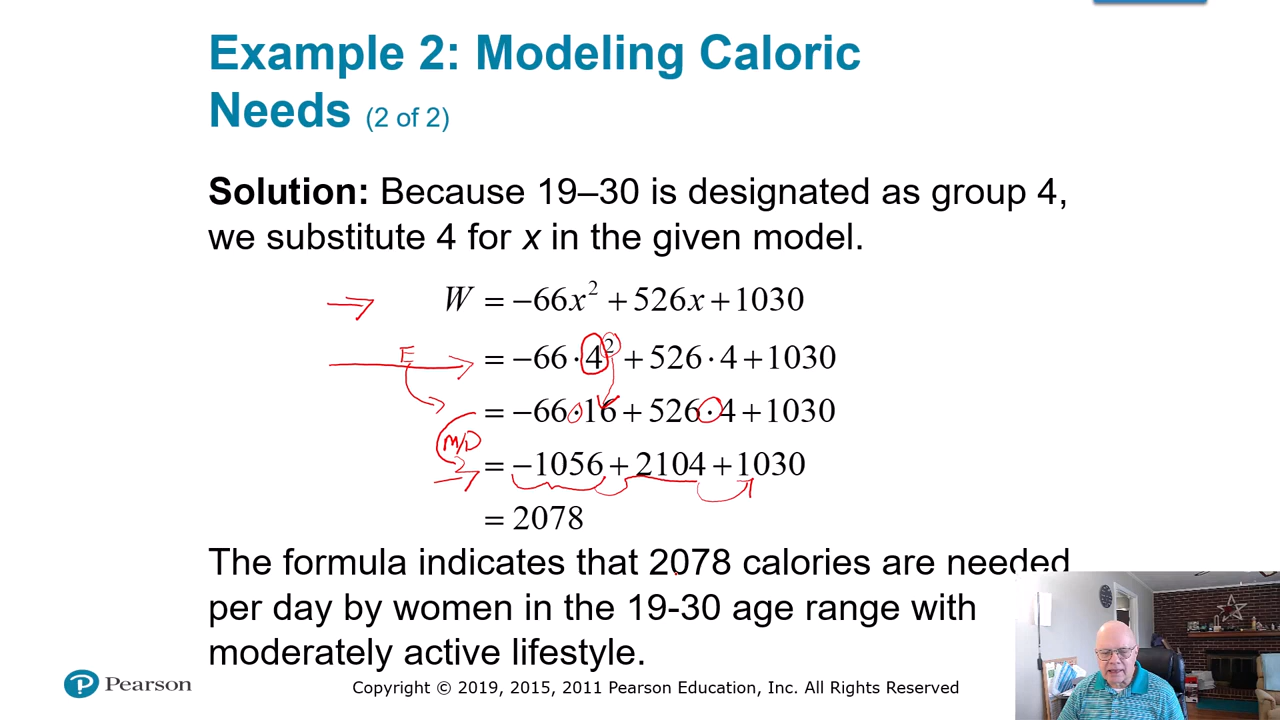 Example 2: Modeling Caloric
Needs (2 of 2)
Solution: Because 19–30 is designated as group 4,
we substitute 4 for x in the given model.
W = −66x² + 526x + 1030
E
= −66 · 4² + 526 · 4 + 1030
= −66 · 16 + 526 · 4 + 1030
M/D
= −1056 + 2104 + 1030
= 2078
The formula indicates that 2078 calories are needed
per day by women in the 19-30 age range with
moderately active lifestyle.
Pearson
Copyright © 2019, 2015, 2011 Pearson Education, Inc. All Rights Reserved